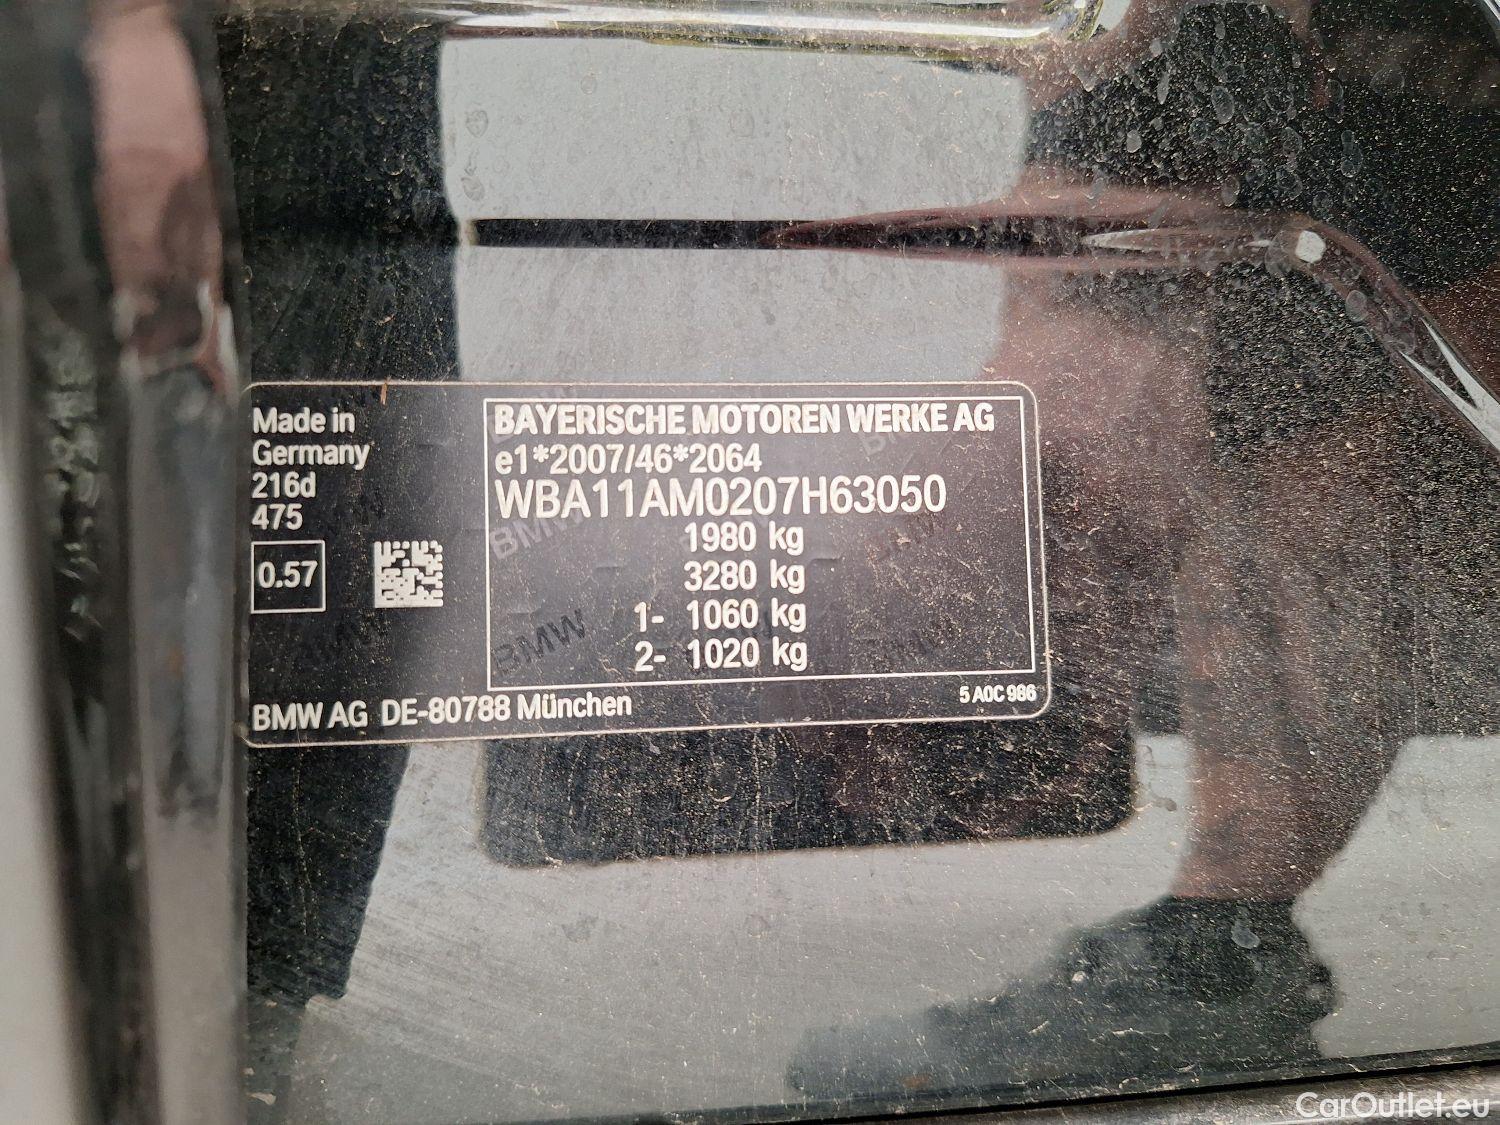 Made in
Germany
216d
475
0.57
BAYERISCHE MOTOREN WERKE AG
e1*2007/46*2064
WBA11AM0207H63050
1980 kg
3280 kg
1- 1060 kg
2- 1020 kg
BMW AG DE-80788 München
5 A0C 986
CarOutlet.eu